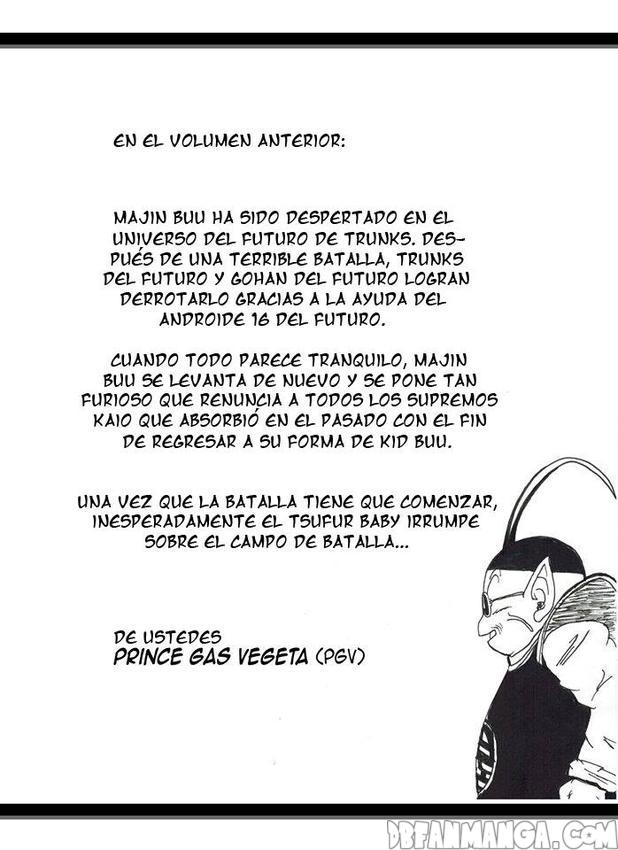 EN EL VOLUMEN ANTERIOR:
MAJIN BUU HA SIDO DESPERTADO EN EL
UNIVERSO DEL FUTURO DE TRUNKS. DES-
PUÉS DE UNA TERRIBLE BATALLA, TRUNKS
DEL FUTURO Y GOHAN DEL FUTURO LOGRAN
DERROTARLO GRACIAS A LA AYUDA DEL
ANDROIDE 16 DEL FUTURO.
CUANDO TODO PARECE TRANQUILO, MAJIN
BUU SE LEVANTA DE NUEVO Y SE PONE TAN
FURIOSO QUE RENUNCIA A TODOS LOS SUPREMOS
KAIO QUE ABSORBIÓ EN EL PASADO CON EL FIN
DE REGRESAR A SU FORMA DE KID BUU.
UNA VEZ QUE LA BATALLA TIENE QUE COMENZAR,
INESPERADAMENTE EL TSUFUR BABY IRRUMPE
SOBRE EL CAMPO DE BATALLA...
DE USTEDES
PRINCE GAS VEGETA (PGV)
DBFANMANGA.COM